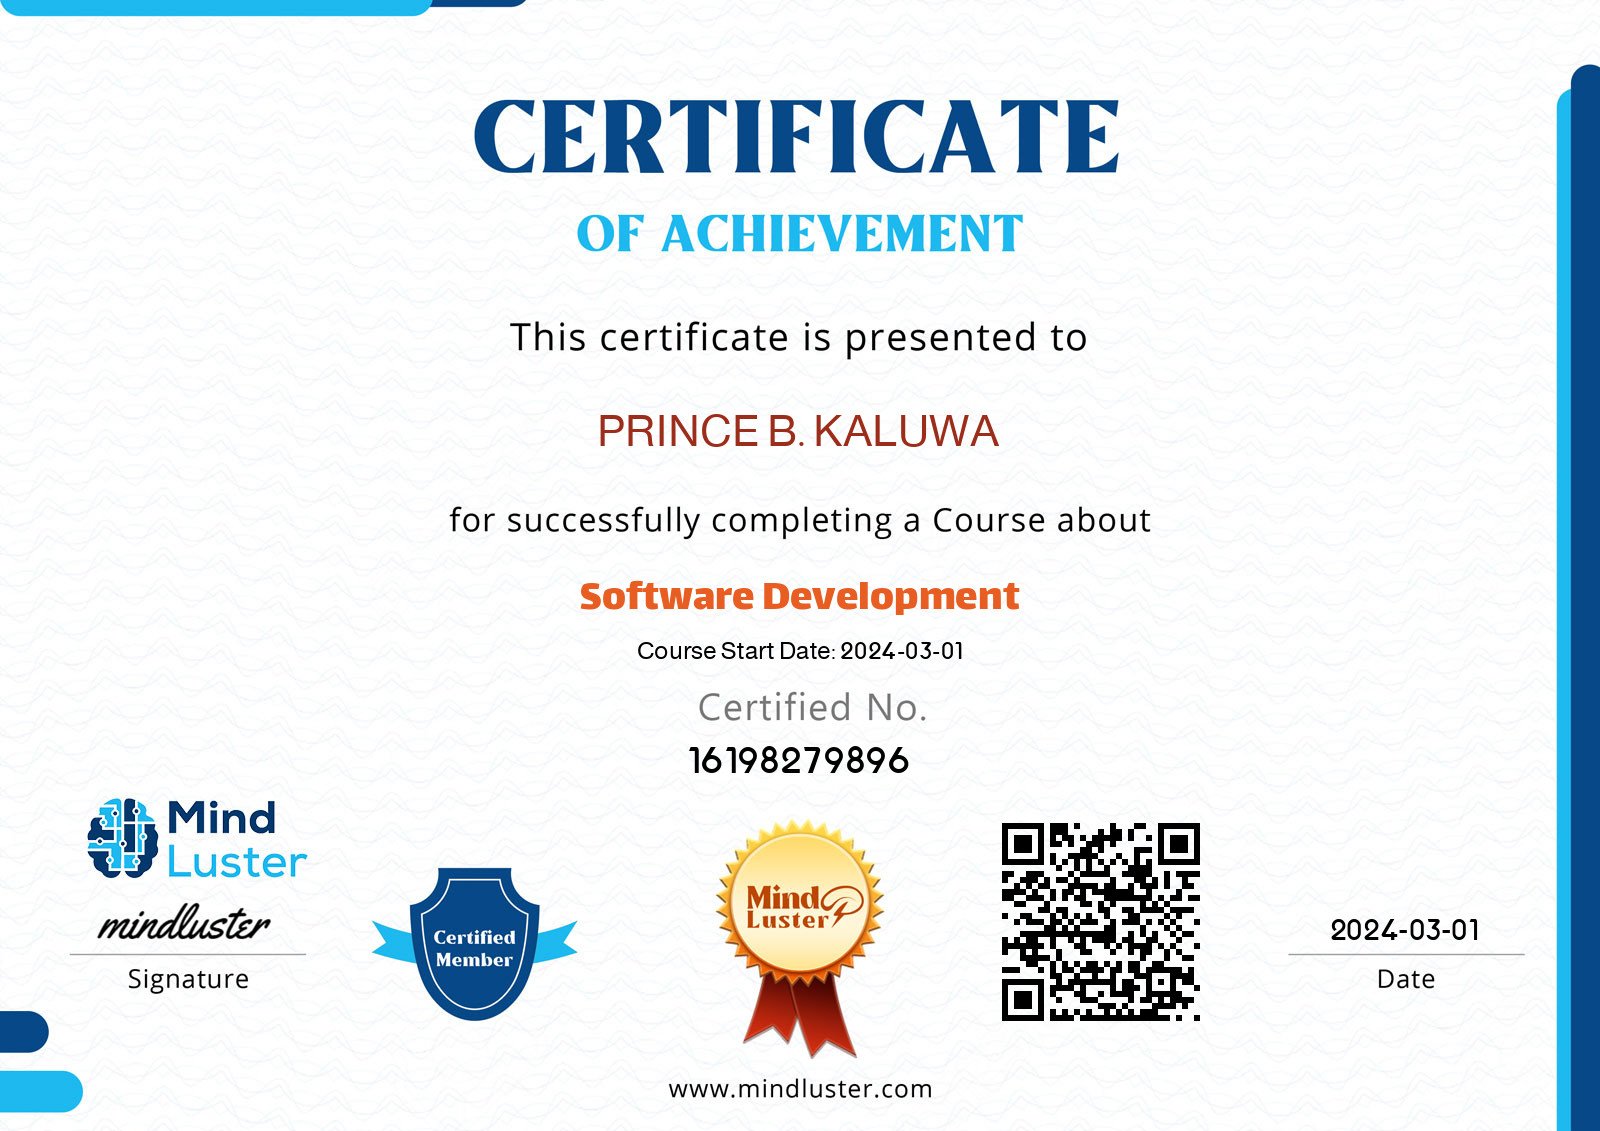 CERTIFICATE
OF ACHIEVEMENT
This certificate is presented to
PRINCE B. KALUWA
for successfully completing a Course about
Software Development
Course Start Date: 2024-03-01
Certified No.
16198279896
Mind
Luster
mindluster
Signature
Certified
Member
Mind
Luster
2024-03-01
Date
www.mindluster.com